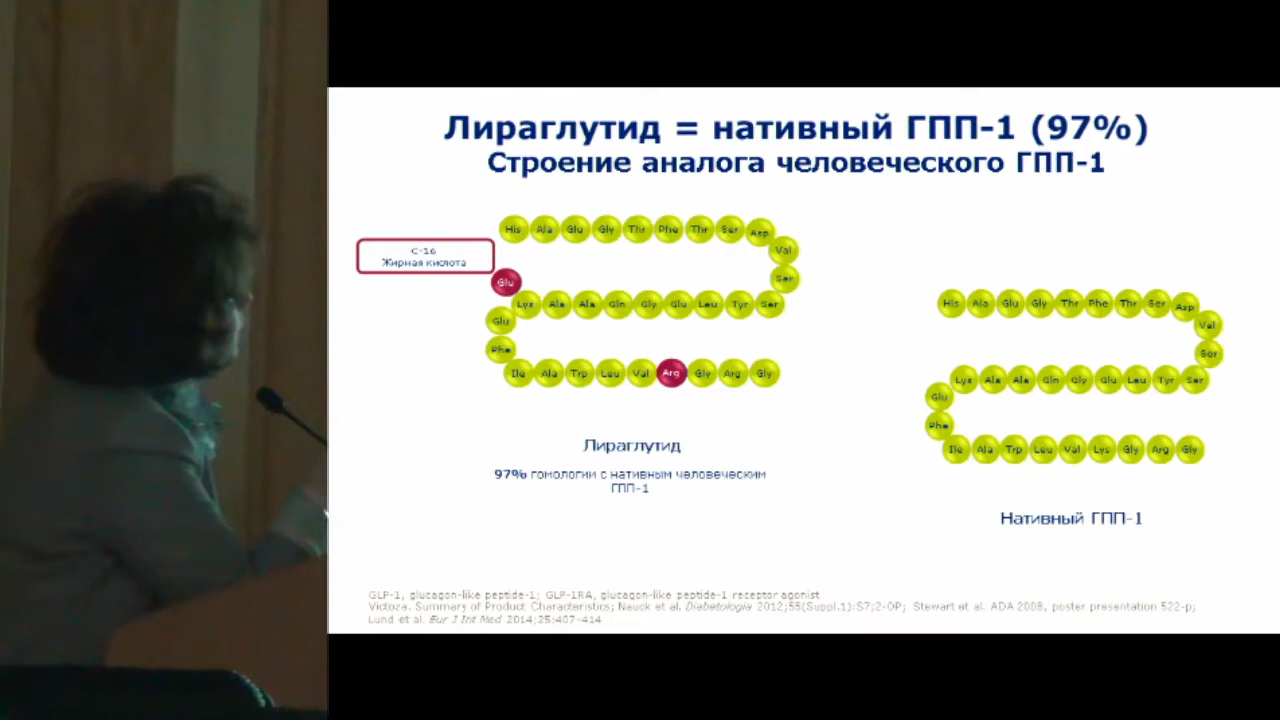 Лираглутид = нативный ГПП-1 (97%)
Строение аналога человеческого ГПП-1
His Ala Glu Gly Thr Phe Thr Ser Asp
Val
Ser
C-16
Жирная кислота
Glu
Lys Ala Ala Gln Gly Glu Leu Tyr Ser
Glu
Phe
Ile Ala Trp Leu Val Arg Gly Arg Gly
Лираглутид
97% гомологии с нативным человеческим
ГПП-1
His Ala Glu Gly Thr Phe Thr Ser Asp
Val
Ser
Lys Ala Ala Gln Gly Glu Leu Tyr Ser
Glu
Phe
Ile Ala Trp Leu Val Lys Gly Arg Gly
Нативный ГПП-1
GLP-1, glucagon-like peptide-1; GLP-1RA, glucagon-like peptide-1 receptor agonist
Victoza. Summary of Product Characteristics; Nauck et al. Diabetologia 2012;55(Suppl.1):S7;2-OP; Stewart et al. ADA 2008, poster presentation 522-p;
Lund et al. Eur J Int Med 2014;25:407-414